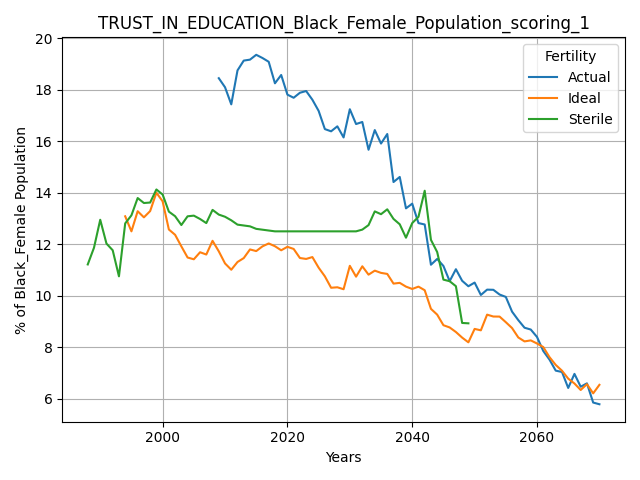 TRUST_IN_EDUCATION_Black_Female_Population_scoring_1
% of Black_Female Population
20
18
16
14
12
10
8
6
2000 2020 2040 2060
Years
Fertility
Actual
Ideal
Sterile